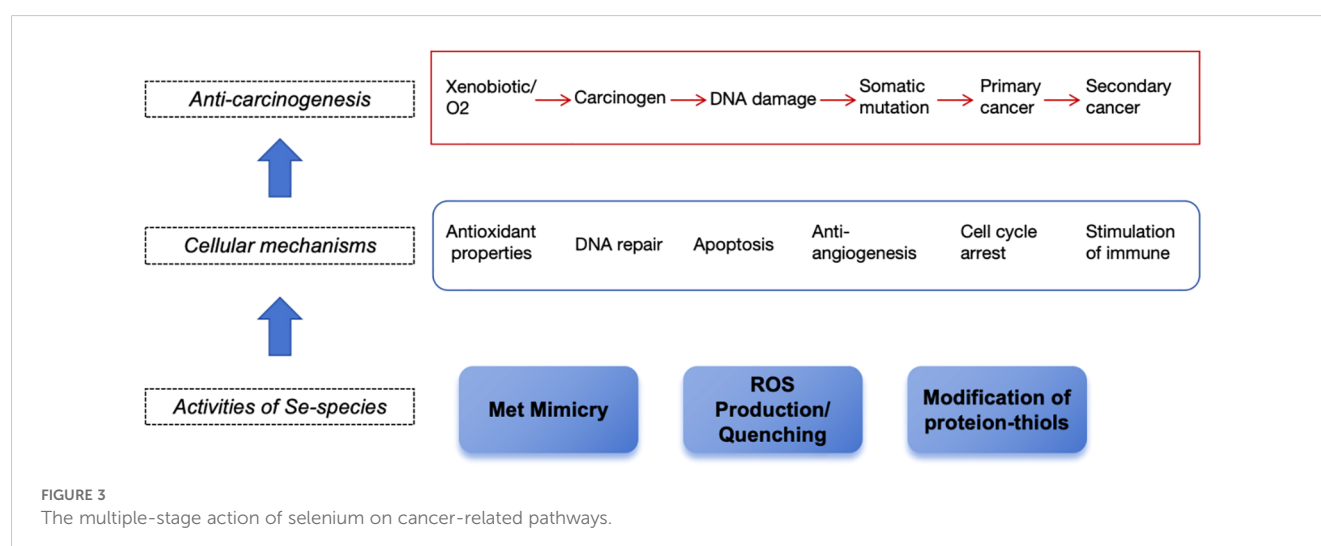 Anti-carcinogenesis
Xenobiotic/
O2
Carcinogen
DNA damage
Somatic
mutation
Primary
cancer
Secondary
cancer
Cellular mechanisms
Antioxidant
properties
DNA repair
Apoptosis
Anti-
angiogenesis
Cell cycle
arrest
Stimulation
of immune
Activities of Se-species
Met Mimicry
ROS
Production/
Quenching
Modification of
proteion-thiols
FIGURE 3
The multiple-stage action of selenium on cancer-related pathways.